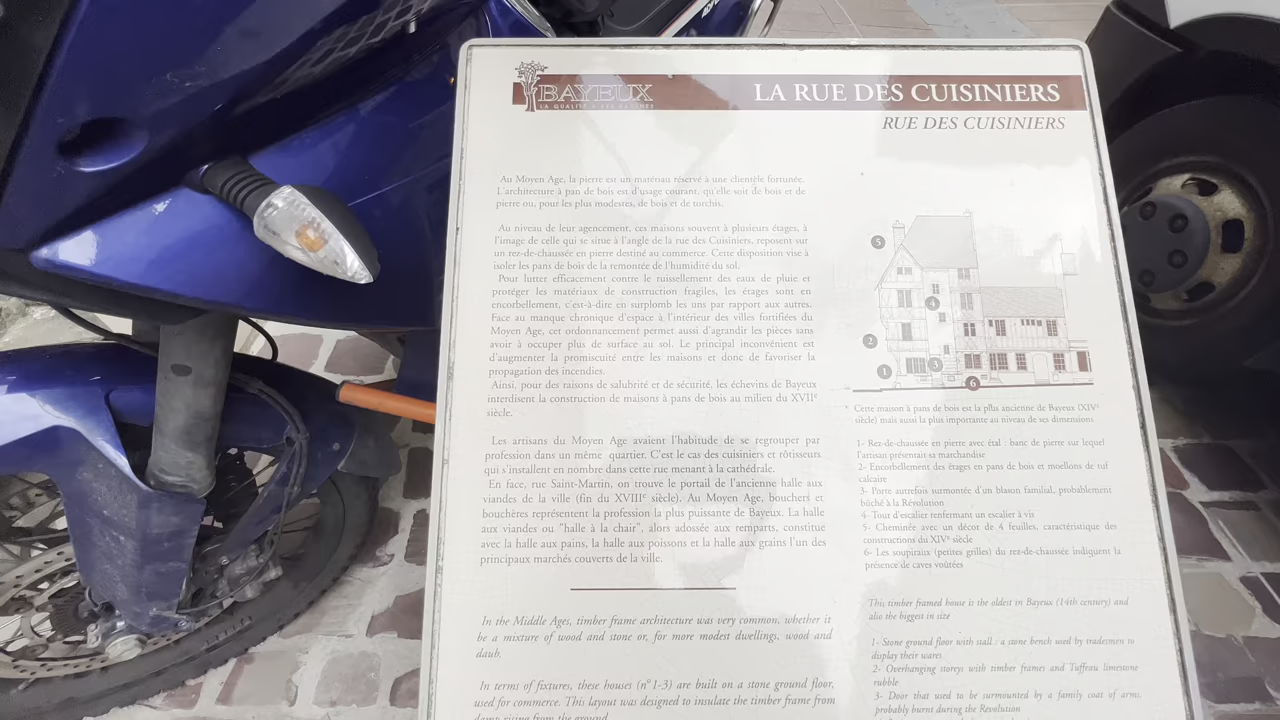 BAYEUX
LA RUE DES CUISINIERS
RUE DES CUISINIERS
Au Moyen Age, la pierre est un matériau réservé à une clientèle fortunée.
L'architecture à pan de bois est d'usage courant, qu'elle soit de bois et de
pierre ou, pour les plus modestes, de bois et de torchis.
Au niveau de leur agencement, ces maisons souvent à plusieurs étages, à
l'image de celle qui se situe à l'angle de la rue des Cuisiniers, reposent sur
un rez-de-chaussée en pierre destiné au commerce. Cette disposition vise à
isoler les pans de bois de la remontée de l'humidité du sol.
Pour lutter efficacement contre le ruissellement des eaux de pluie et
protéger les matériaux de construction fragiles, les étages sont en
encorbellement, c'est-à-dire en surplomb les uns par rapport aux autres.
Face au manque chronique d'espace à l'intérieur des villes fortifiées du
Moyen Age, cet ordonnancement permet aussi d'agrandir les pièces sans
avoir à occuper plus de surface au sol. Le principal inconvénient est
d'augmenter la promiscuité entre les maisons et donc de favoriser la
propagation des incendies.
Ainsi, pour des raisons de salubrité et de sécurité, les échevins de Bayeux
interdisent la construction de maisons à pans de bois au milieu du XVIIe
siècle.
Les artisans du Moyen Age avaient l'habitude de se regrouper par
profession dans un même quartier. C'est le cas des cuisiniers et rôtisseurs
qui s'installent en nombre dans cette rue menant à la cathédrale.
En face, rue Saint-Martin, on trouve le portail de l'ancienne halle aux
viandes de la ville (fin du XVIIIe siècle). Au Moyen Age, bouchers et
bouchères représentent la profession la plus puissante de Bayeux. La halle
aux viandes ou "halle à la chair", alors adossée aux remparts, constitue
avec la halle aux pains, la halle aux poissons et la halle aux grains l'un des
principaux marchés couverts de la ville.
In the Middle Ages, timber frame architecture was very common, whether it
be a mixture of wood and stone or, for more modest dwellings, wood and
daub.
In terms of fixtures, these houses (n°1-3) are built on a stone ground floor,
used for commerce. This layout was designed to insulate the timber frame from
damp rising from the ground.
5
4
2
3
1
6
* Cette maison à pans de bois est la plus ancienne de Bayeux (XIVe
siècle) mais aussi la plus importante au niveau de ses dimensions
1- Rez-de-chaussée en pierre avec étal : banc de pierre sur lequel
l'artisan présentait sa marchandise
2- Encorbellement des étages en pans de bois et moellons de tuf
calcaire
3- Porte autrefois surmontée d'un blason familial, probablement
bûché à la Révolution
4- Tour d'escalier renfermant un escalier à vis
5- Cheminée avec un décor de 4 feuilles, caractéristique des
constructions du XIVe siècle
6- Les soupiraux (petites grilles) du rez-de-chaussée indiquent la
présence de caves voûtées
This timber framed house is the oldest in Bayeux (14th century) and
also the biggest in size
1- Stone ground floor with stall : a stone bench used by tradesmen to
display their wares
2- Overhanging storeys with timber frames and Tuffeau limestone
rubble
3- Door that used to be surmounted by a family coat of arms,
probably burnt during the Revolution